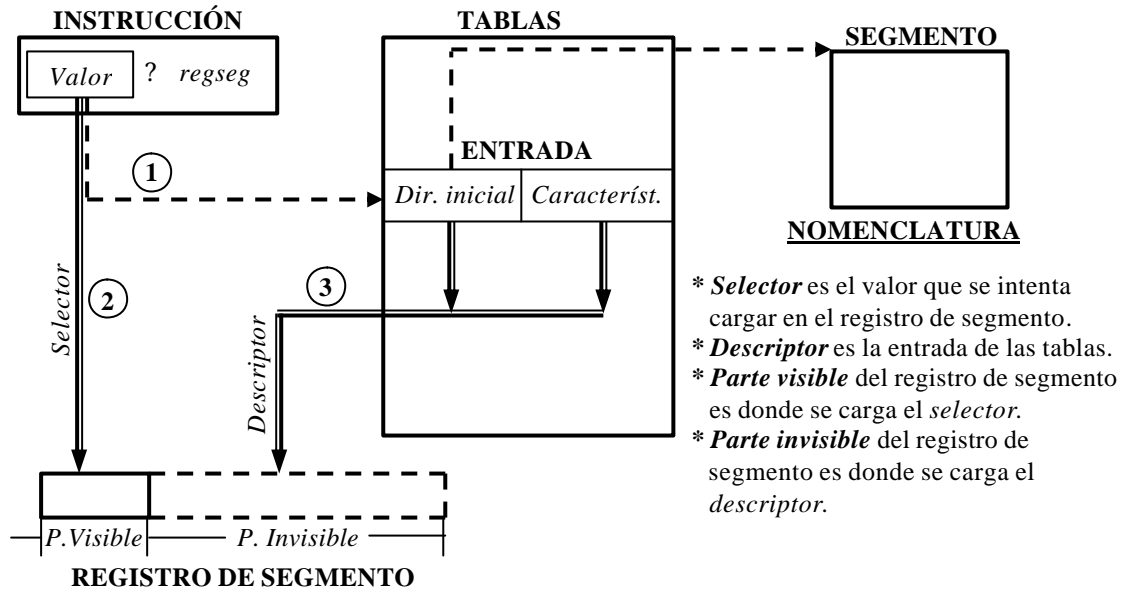 INSTRUCCIÓN
Valor ? regseg
TABLAS
SEGMENTO
1
ENTRADA
Dir. inicial Característ.
NOMENCLATURA
Selector
2
3
Descriptor
* Selector es el valor que se intenta
cargar en el registro de segmento.
* Descriptor es la entrada de las tablas.
* Parte visible del registro de segmento
es donde se carga el selector.
* Parte invisible del registro de
segmento es donde se carga el
descriptor.
P.Visible P. Invisible
REGISTRO DE SEGMENTO